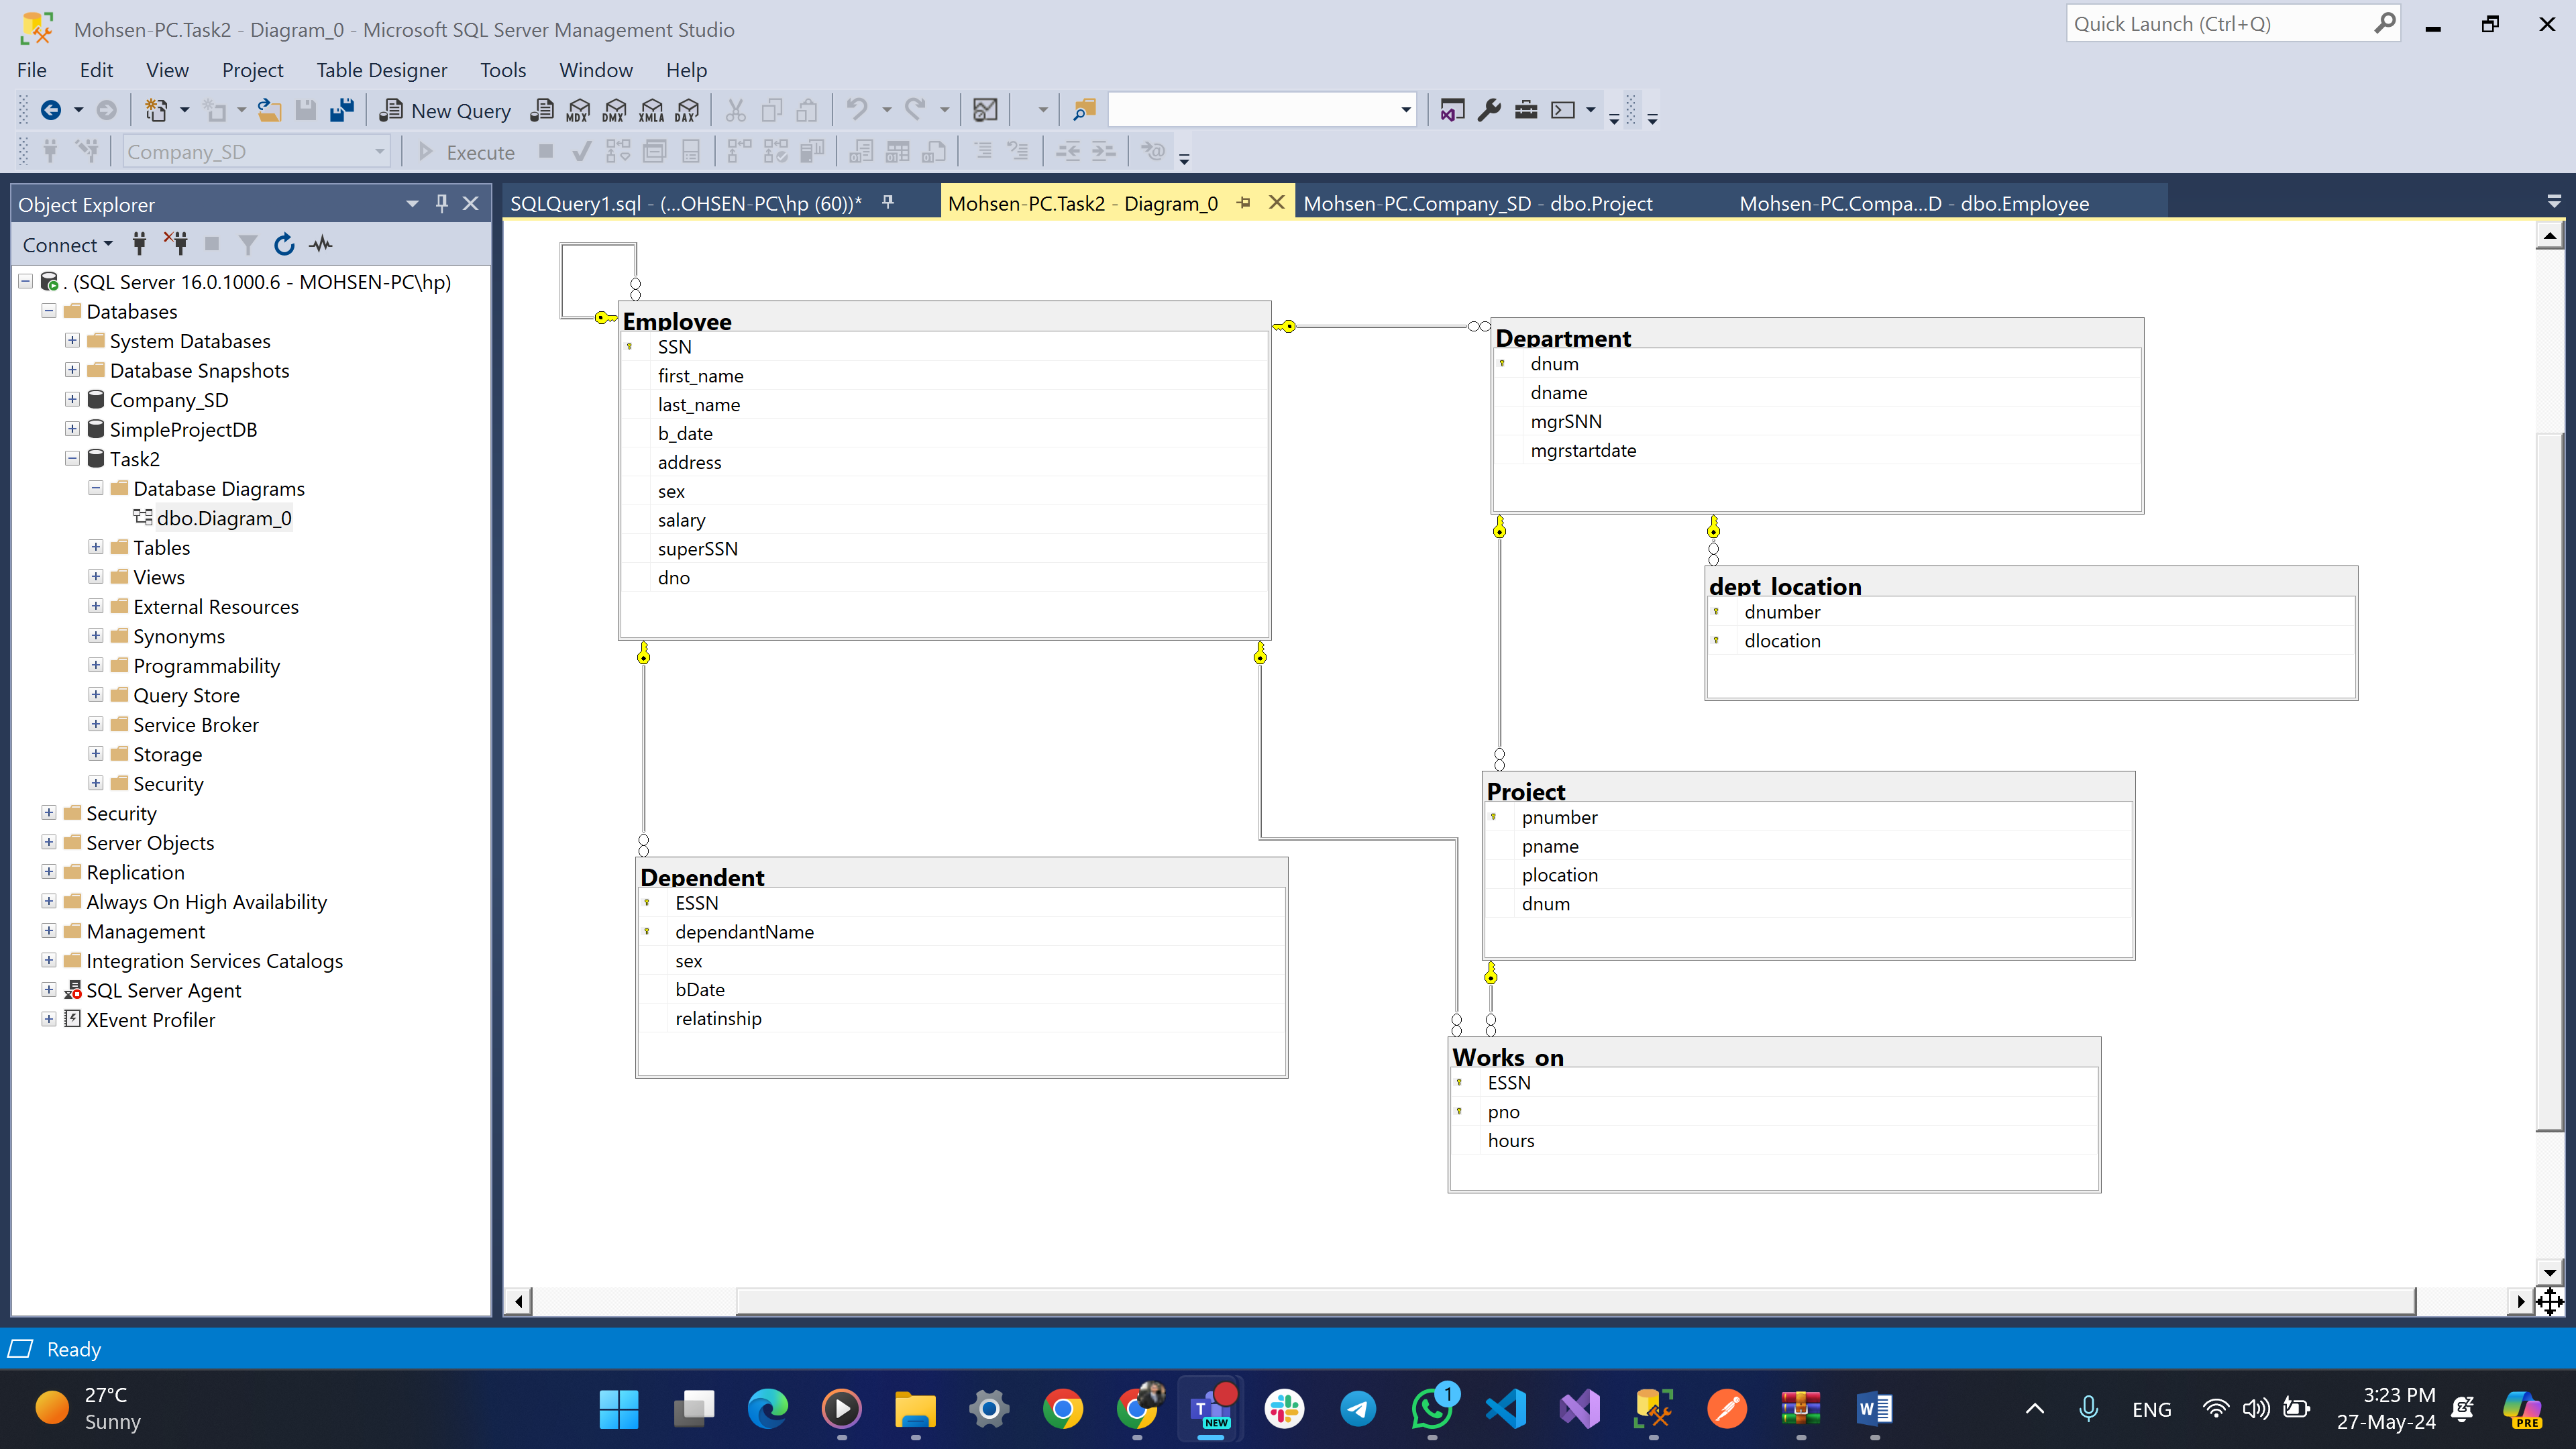 Mohsen-PC.Task2 - Diagram_0 - Microsoft SQL Server Management Studio
Quick Launch (Ctrl+Q)
File Edit View Project Table Designer Tools Window Help
New Query MDX DMX XMLA DAX
Company_SD Execute
Object Explorer
SQLQuery1.sql - (...OHSEN-PC\hp (60))* Mohsen-PC.Task2 - Diagram_0 Mohsen-PC.Company_SD - dbo.Project Mohsen-PC.Compa...D - dbo.Employee
Connect
. (SQL Server 16.0.1000.6 - MOHSEN-PC\hp)
Databases
System Databases
Database Snapshots
Company_SD
SimpleProjectDB
Task2
Database Diagrams
dbo.Diagram_0
Tables
Views
External Resources
Synonyms
Programmability
Query Store
Service Broker
Storage
Security
Security
Server Objects
Replication
Always On High Availability
Management
Integration Services Catalogs
SQL Server Agent
XEvent Profiler
Employee
SSN
first_name
last_name
b_date
address
sex
salary
superSSN
dno
Department
dnum
dname
mgrSNN
mgrstartdate
dept_location
dnumber
dlocation
Project
pnumber
pname
plocation
dnum
Dependent
ESSN
dependantName
sex
bDate
relatinship
Works_on
ESSN
pno
hours
Ready
27°C
Sunny
NEW
1
ENG
3:23 PM
27-May-24
PRE